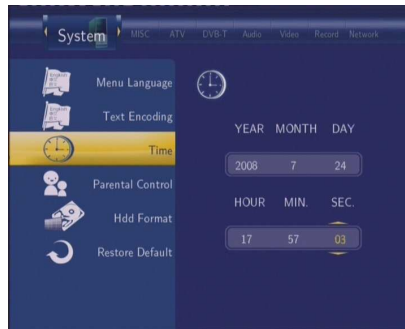 System MISC ATV DVB-T Audio Video Record Network
Menu Language
Text Encoding
Time
Parental Control
Hdd Format
Restore Default
YEAR MONTH DAY
2008 7 24
HOUR MIN. SEC.
17 57 03